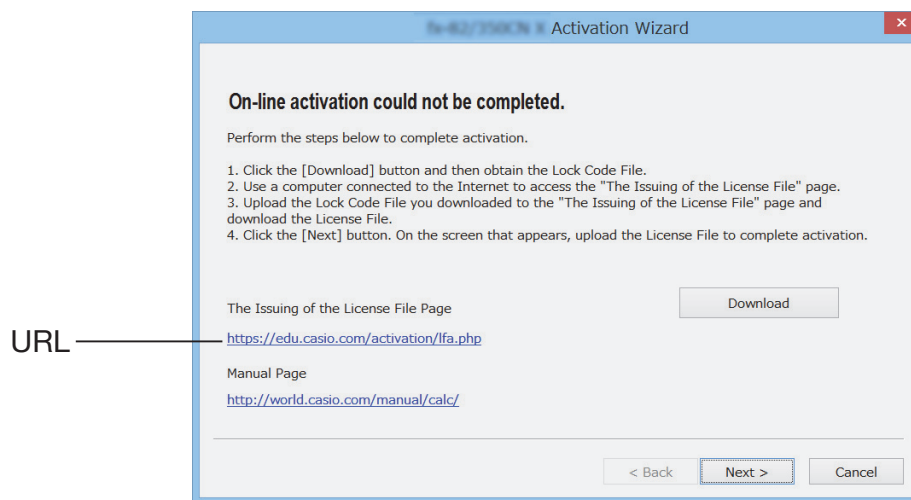 Activation Wizard
On-line activation could not be completed.
Perform the steps below to complete activation.
1. Click the [Download] button and then obtain the Lock Code File.
2. Use a computer connected to the Internet to access the "The Issuing of the License File" page.
3. Upload the Lock Code File you downloaded to the "The Issuing of the License File" page and
download the License File.
4. Click the [Next] button. On the screen that appears, upload the License File to complete activation.
The Issuing of the License File Page
Download
URL
https://edu.casio.com/activation/lfa.php
Manual Page
http://world.casio.com/manual/calc/
< Back
Next >
Cancel